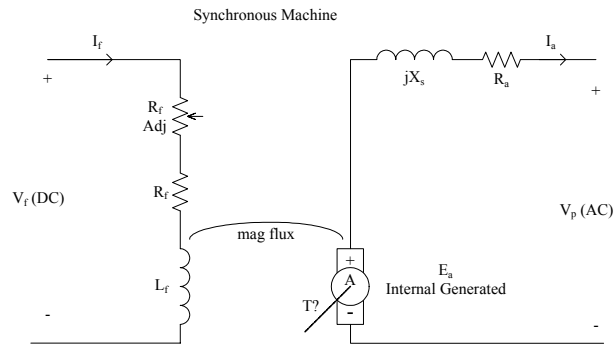 Synchronous Machine
I_f
I_a
+
jX_s
R_a
+
R_f
Adj
R_f
V_f (DC)
V_p (AC)
mag flux
+
E_a
L_f
A
Internal Generated
T?
-
-
-